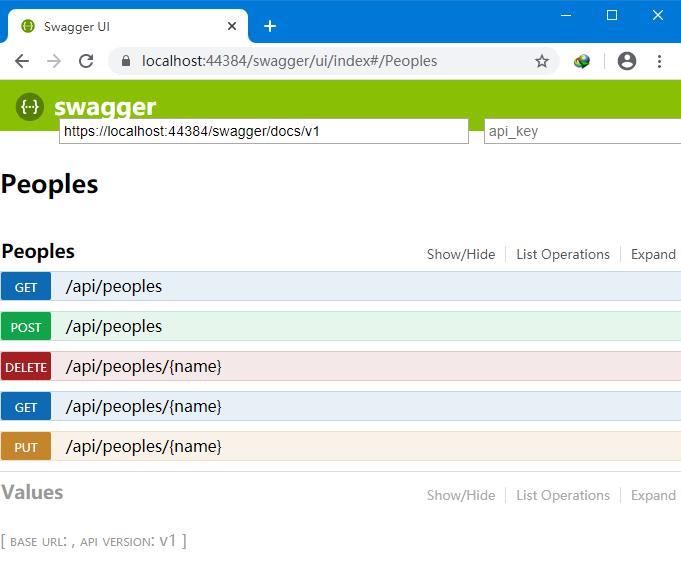 Swagger UI
localhost:44384/swagger/ui/index#/Peoples
{··} swagger
https://localhost:44384/swagger/docs/v1 api_key
Peoples
Peoples Show/Hide List Operations Expand
GET /api/peoples
POST /api/peoples
DELETE /api/peoples/{name}
GET /api/peoples/{name}
PUT /api/peoples/{name}
Values Show/Hide List Operations Expand
[ BASE URL: , API VERSION: v1 ]